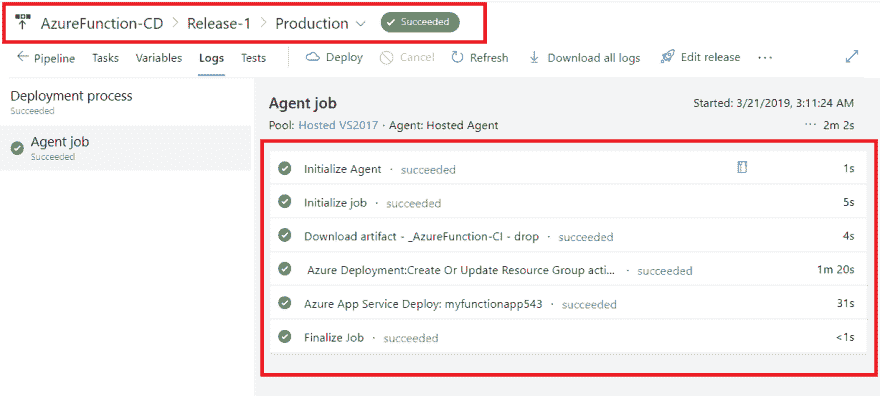 AzureFunction-CD > Release-1 > Production Succeeded
Pipeline Tasks Variables Logs Tests Deploy Cancel Refresh Download all logs Edit release ...
Deployment process
Succeeded
Agent job
Succeeded
Agent job Started: 3/21/2019, 3:11:24 AM
Pool: Hosted VS2017 · Agent: Hosted Agent ... 2m 2s
Initialize Agent · succeeded 1s
Initialize job · succeeded 5s
Download artifact - _AzureFunction-CI - drop · succeeded 4s
Azure Deployment:Create Or Update Resource Group acti... · succeeded 1m 20s
Azure App Service Deploy: myfunctionapp543 · succeeded 31s
Finalize Job · succeeded <1s